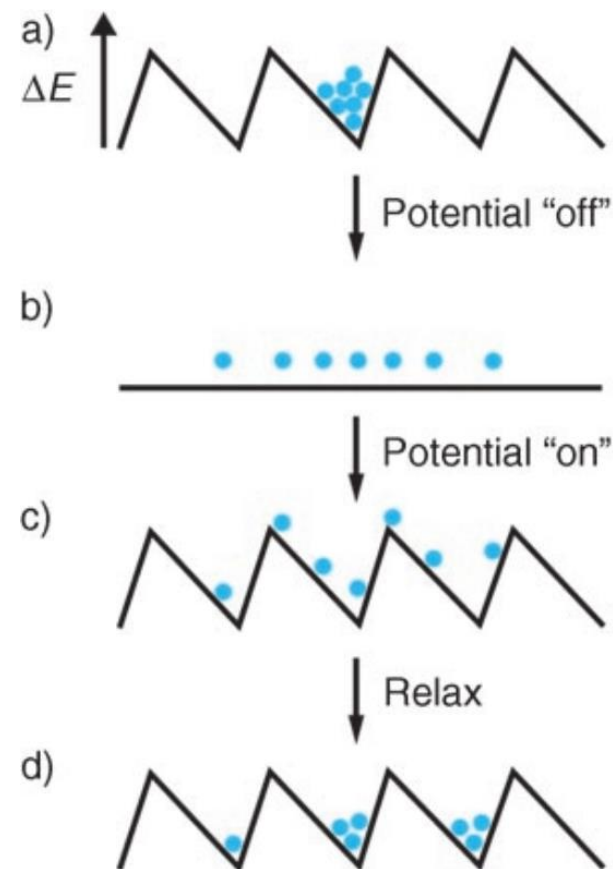 a)
ΔE
Potential “off”
b)
Potential “on”
c)
Relax
d)